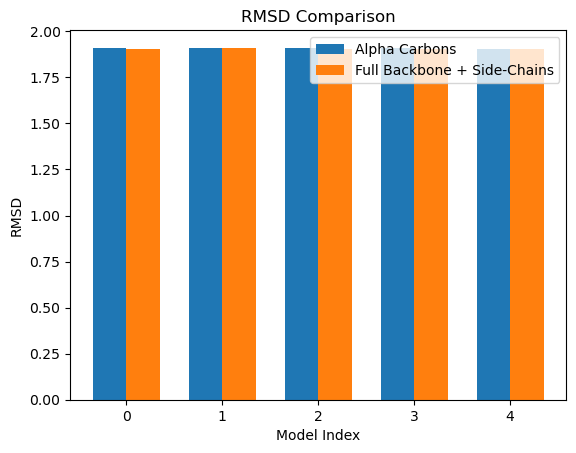 RMSD Comparison
Alpha Carbons
Full Backbone + Side-Chains
RMSD
2.00
1.75
1.50
1.25
1.00
0.75
0.50
0.25
0.00
0 1 2 3 4
Model Index